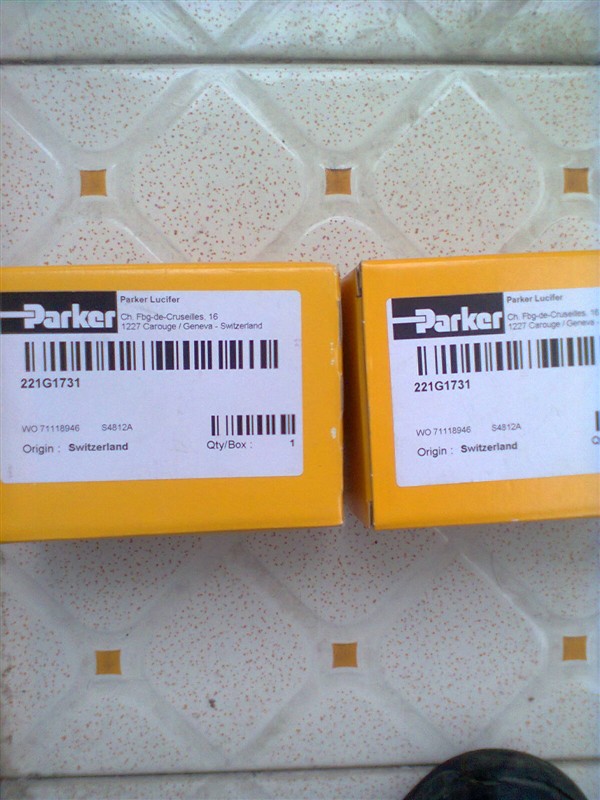 Parker
Parker Lucifer
Ch. Fbg-de-Cruseilles, 16
1227 Carouge / Geneva - Switzerland
221G1731
WO 71118946 S4812A
Origin : Switzerland
Qty/Box : 1
Parker
Parker Lucifer
Ch. Fbg-de-Cruseilles, 16
1227 Carouge / Geneva -
221G1731
WO 71118946 S4812A
Origin : Switzerland